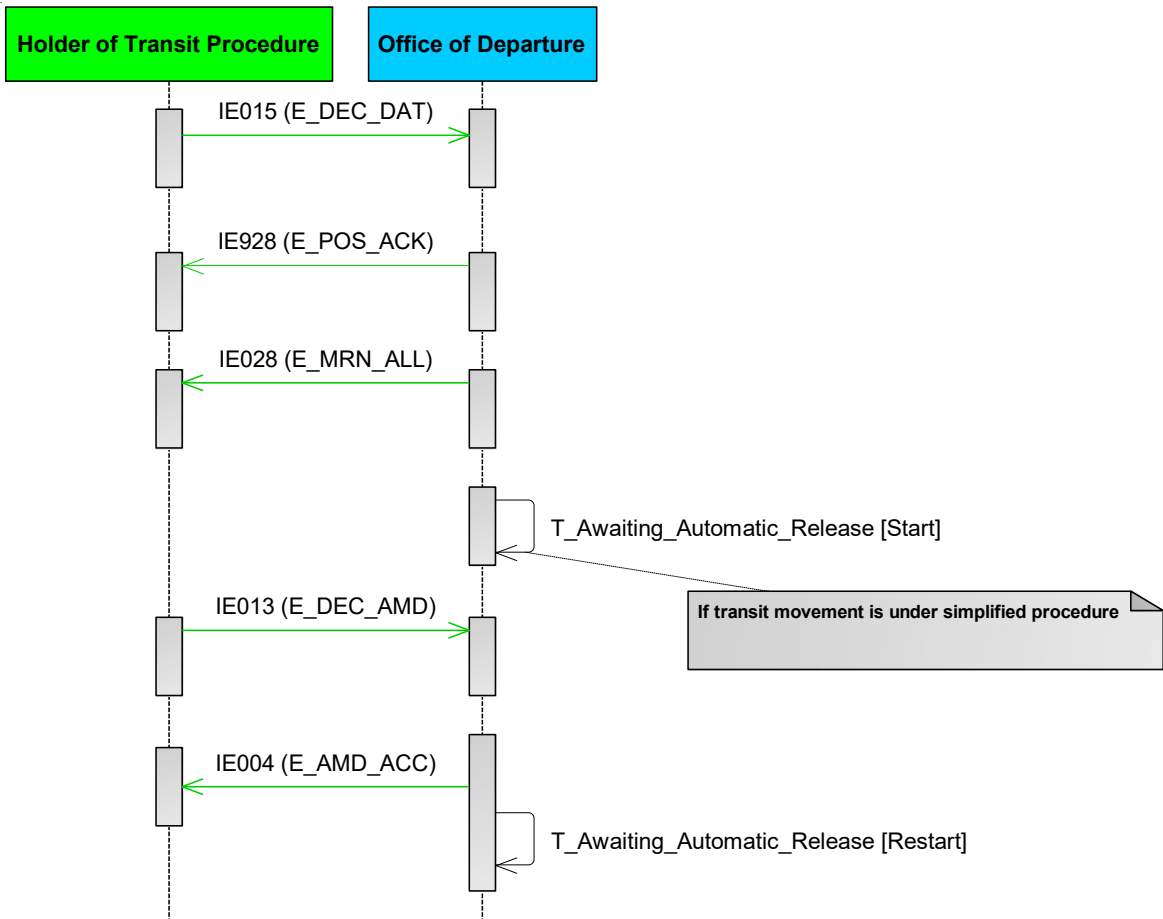 Holder of Transit Procedure
Office of Departure
IE015 (E_DEC_DAT)
IE928 (E_POS_ACK)
IE028 (E_MRN_ALL)
T_Awaiting_Automatic_Release [Start]
IE013 (E_DEC_AMD)
If transit movement is under simplified procedure
IE004 (E_AMD_ACC)
T_Awaiting_Automatic_Release [Restart]